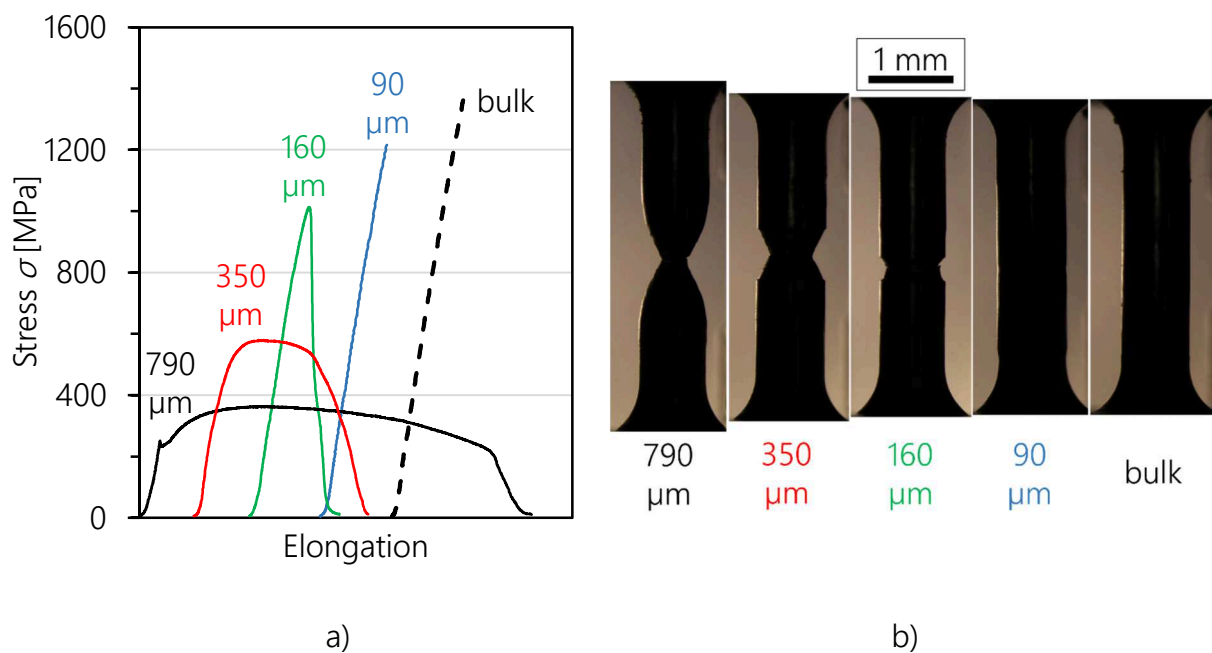 1600
1200
800
400
0
Stress σ [MPa]
Elongation
790
µm
350
µm
160
µm
90
µm
bulk
a)
1 mm
790
µm
350
µm
160
µm
90
µm
bulk
b)